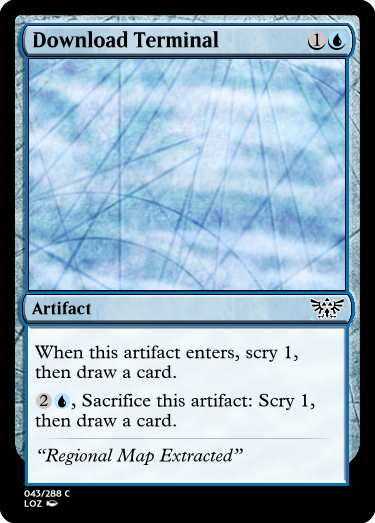 Download Terminal 1
Artifact
When this artifact enters, scry 1,
then draw a card.
2, Sacrifice this artifact: Scry 1,
then draw a card.
“Regional Map Extracted”
043/288 C
LOZ